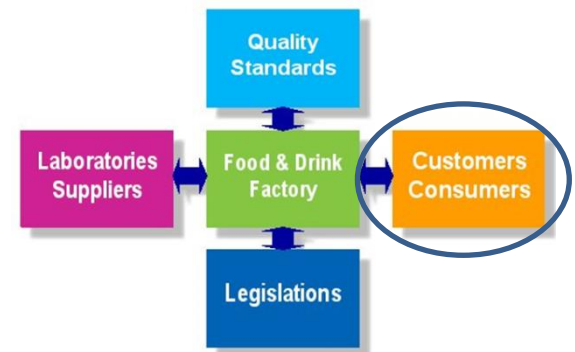 Quality
Standards
Laboratories
Suppliers
Food & Drink
Factory
Customers
Consumers
Legislations